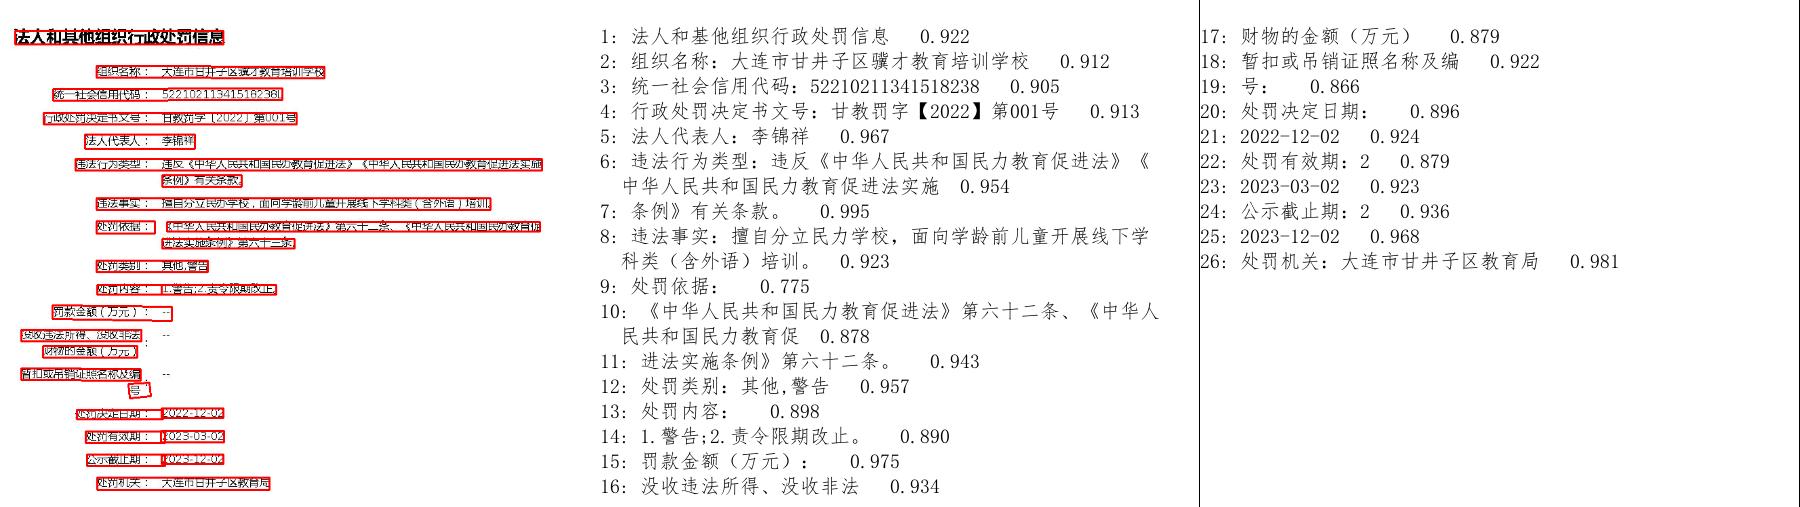 法人和其他组织行政处罚信息
组织名称： 大连市甘井子区骥才教育培训学校
统一社会信用代码： 52210211341518238L
行政处罚决定书文号： 甘教罚字【2022】第001号
法人代表人： 李锦祥
违法行为类型： 违反《中华人民共和国民办教育促进法》《中华人民共和国民办教育促进法实施
条例》有关条款。
违法事实： 擅自分立民办学校，面向学龄前儿童开展线下学科类（含外语）培训。
处罚依据： 《中华人民共和国民办教育促进法》第六十二条、《中华人民共和国民办教育促
进法实施条例》第六十三条
处罚类别： 其他,警告
处罚内容： 1.警告;2.责令限期改正。
罚款金额（万元）： --
没收违法所得、没收非法
财物的金额（万元）： --
暂扣或吊销证照名称及编
号： --
处罚决定日期： 2022-12-02
处罚有效期： 2023-03-02
公示截止期： 2023-12-02
处罚机关： 大连市甘井子区教育局
1: 法人和基他组织行政处罚信息 0.922
2: 组织名称：大连市甘井子区骥才教育培训学校 0.912
3: 统一社会信用代码：52210211341518238 0.905
4: 行政处罚决定书文号：甘教罚字【2022】第001号 0.913
5: 法人代表人：李锦祥 0.967
6: 违法行为类型：违反《中华人民共和国民力教育促进法》《
中华人民共和国民力教育促进法实施 0.954
7: 条例》有关条款。 0.995
8: 违法事实：擅自分立民力学校，面向学龄前儿童开展线下学
科类（含外语）培训。 0.923
9: 处罚依据： 0.775
10: 《中华人民共和国民力教育促进法》第六十二条、《中华人
民共和国民力教育促 0.878
11: 进法实施条例》第六十二条。 0.943
12: 处罚类别：其他,警告 0.957
13: 处罚内容： 0.898
14: 1.警告;2.责令限期改止。 0.890
15: 罚款金额（万元）： 0.975
16: 没收违法所得、没收非法 0.934
17: 财物的金额（万元） 0.879
18: 暂扣或吊销证照名称及编 0.922
19: 号： 0.866
20: 处罚决定日期： 0.896
21: 2022-12-02 0.924
22: 处罚有效期：2 0.879
23: 2023-03-02 0.923
24: 公示截止期：2 0.936
25: 2023-12-02 0.968
26: 处罚机关：大连市甘井子区教育局 0.981